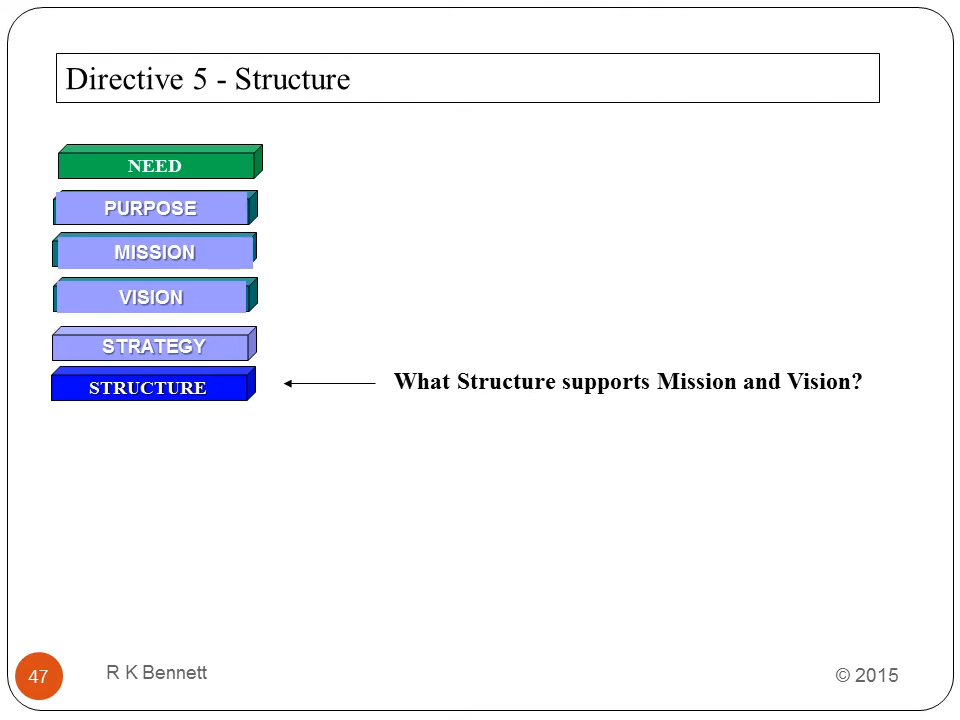 Directive 5 - Structure
NEED
PURPOSE
MISSION
VISION
STRATEGY
STRUCTURE
What Structure supports Mission and Vision?
47
R K Bennett
© 2015